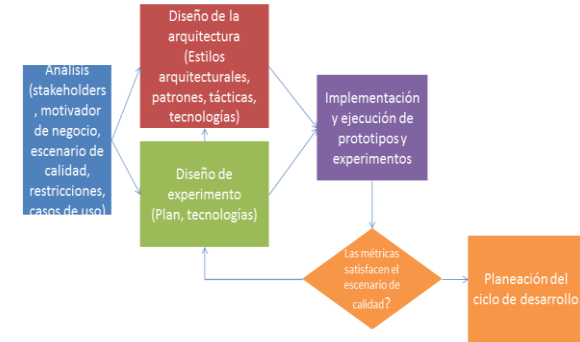 Análisis
(stakeholders
, motivador
de negocio,
escenario de
calidad,
restricciones,
casos de uso)
Diseño de la
arquitectura
(Estilos
arquitecturales,
patrones, tácticas,
tecnologías)
Diseño de
experimento
(Plan, tecnologías)
Implementación
y ejecución de
prototipos y
experimentos
Las métricas
satisfacen el
escenario de
calidad?
Planeación del
ciclo de desarrollo